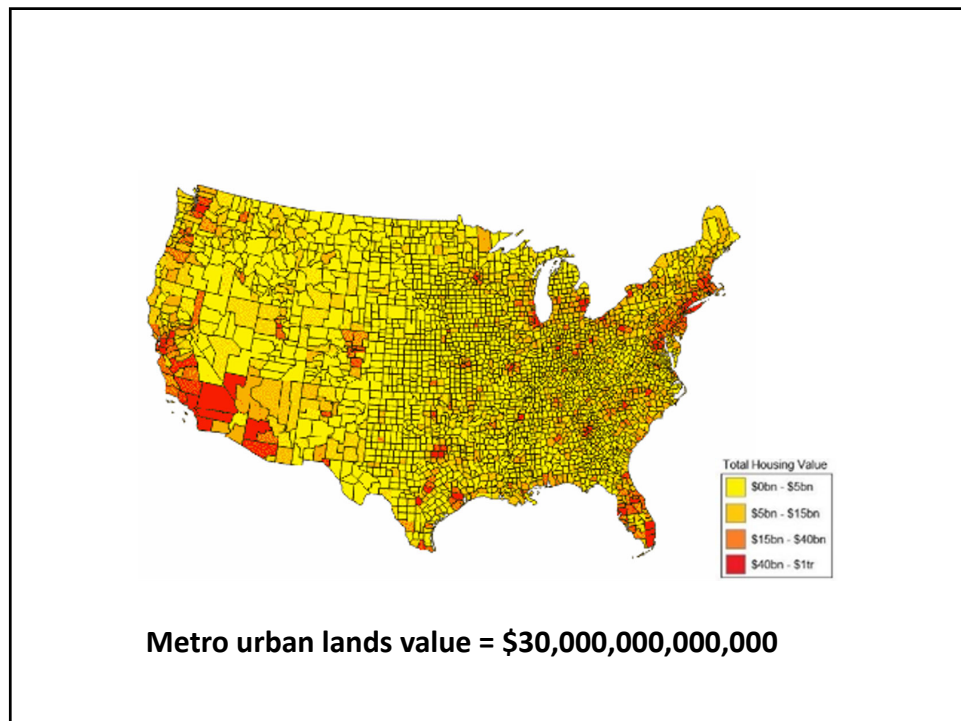 Total Housing Value
$0bn - $5bn
$5bn - $15bn
$15bn - $40bn
$40bn - $1tr
Metro urban lands value = $30,000,000,000,000